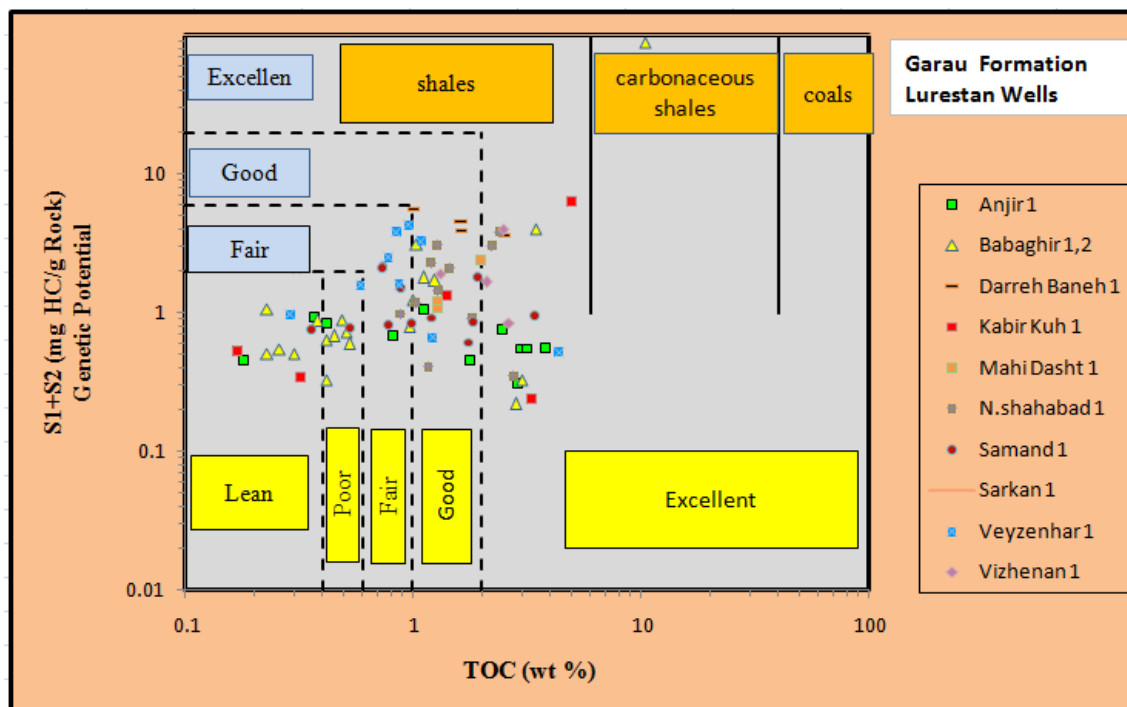 Excellen
shales
carbonaceous
shales
coals
Garau Formation
Lurestan Wells
Good
Fair
10
1
0.1
0.01
S1+S2 (mg HC/g Rock)
Genetic Potential
Lean
Poor
Fair
Good
Excellent
0.1
1
10
100
TOC (wt %)
Anjir 1
Babaghir 1,2
Darreh Baneh 1
Kabir Kuh 1
Mahi Dasht 1
N.shahabad 1
Samand 1
Sarkan 1
Veyzenhar 1
Vizhenan 1